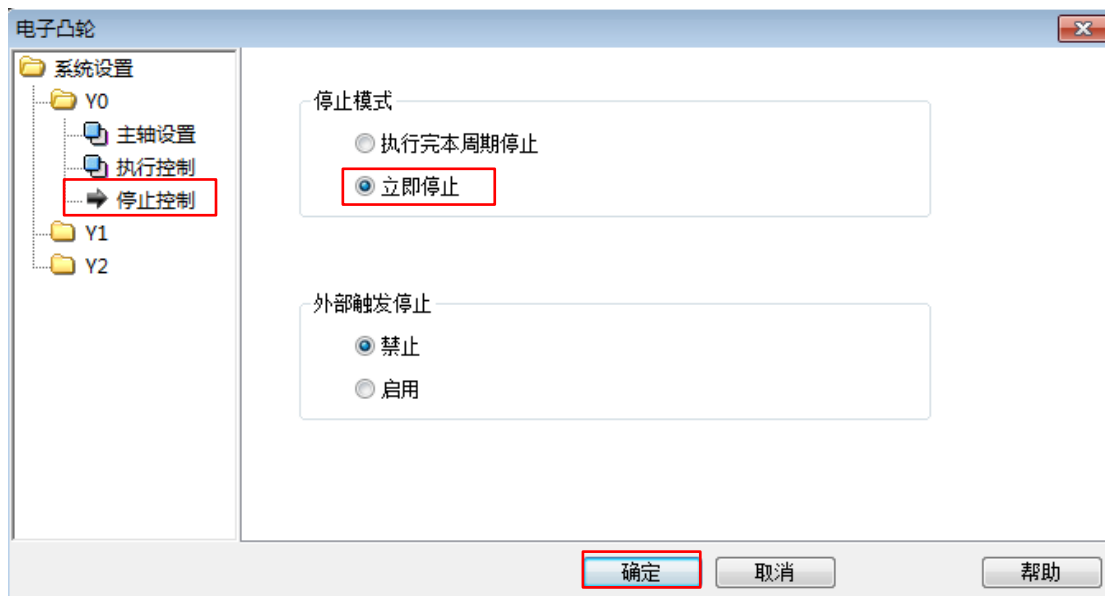 电子凸轮
系统设置
Y0
主轴设置
执行控制
停止控制
Y1
Y2
停止模式
执行完本周期停止
立即停止
外部触发停止
禁止
启用
确定
取消
帮助